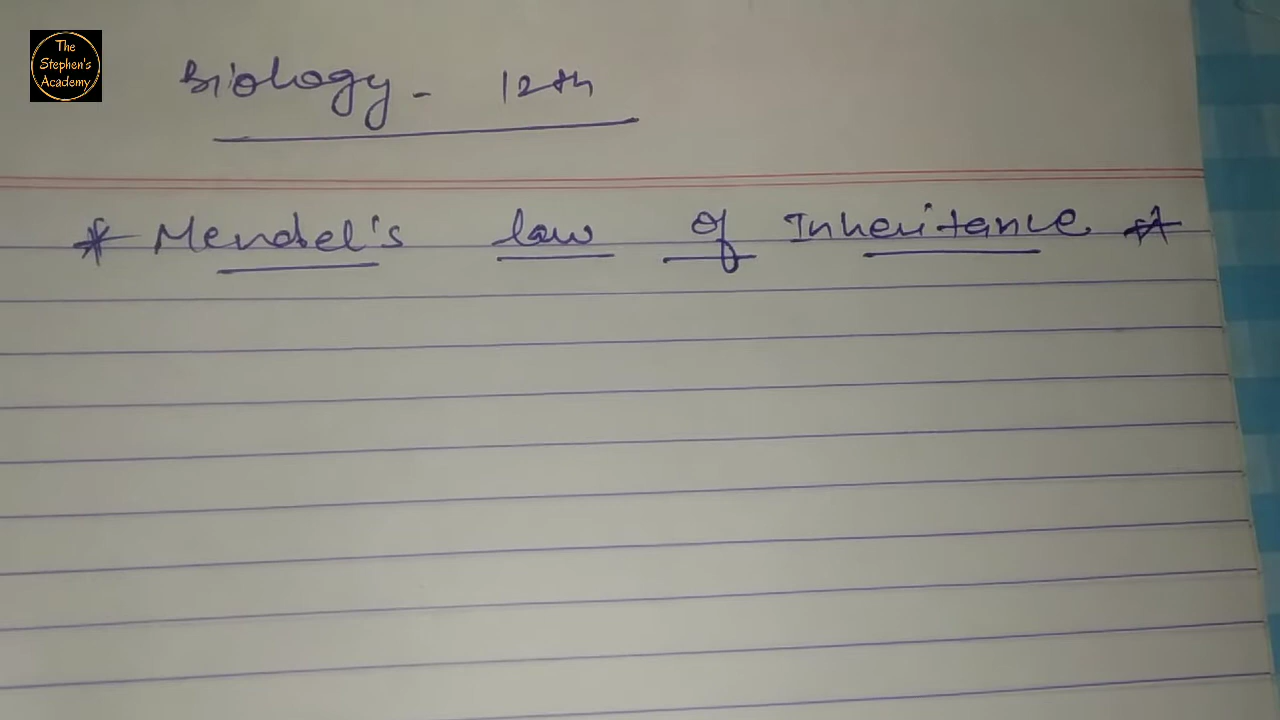 The
Stephen's
Academy
Biology - 12th
* Mendel's law of Inheritance *